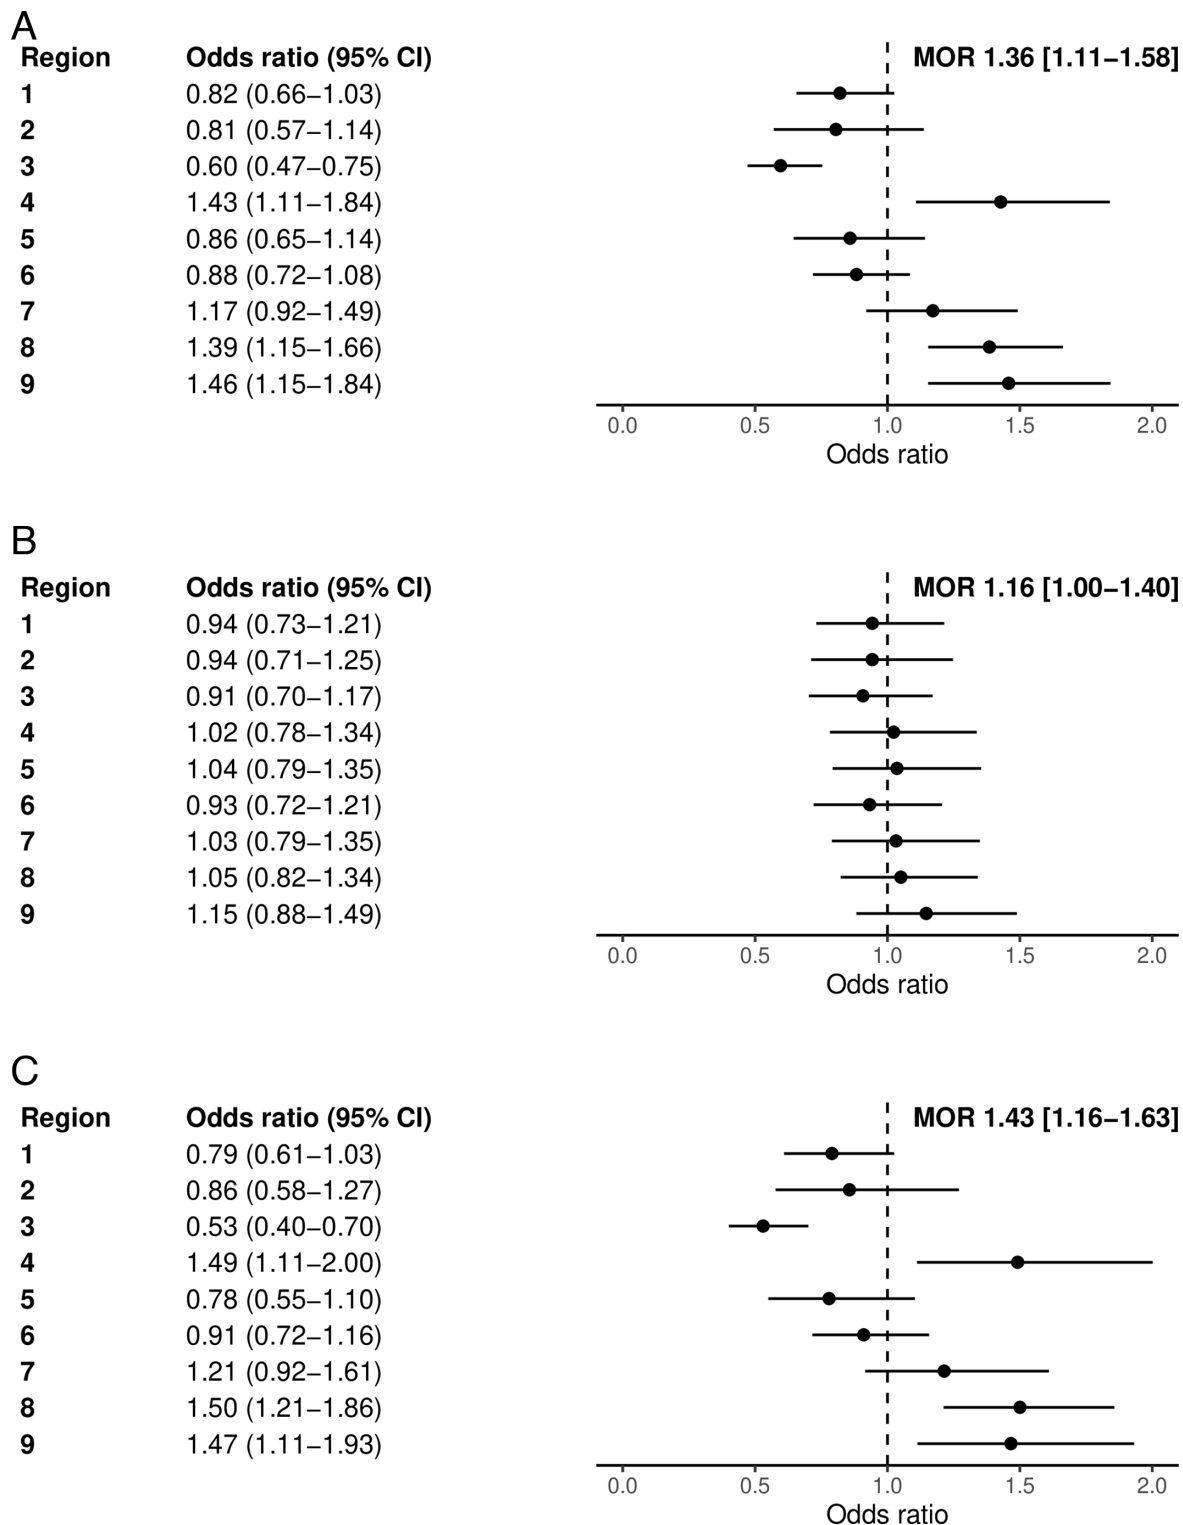 A
Region Odds ratio (95% CI) MOR 1.36 [1.11−1.58]
1 0.82 (0.66−1.03)
2 0.81 (0.57−1.14)
3 0.60 (0.47−0.75)
4 1.43 (1.11−1.84)
5 0.86 (0.65−1.14)
6 0.88 (0.72−1.08)
7 1.17 (0.92−1.49)
8 1.39 (1.15−1.66)
9 1.46 (1.15−1.84)
0.0 0.5 1.0 1.5 2.0
Odds ratio
B
Region Odds ratio (95% CI) MOR 1.16 [1.00−1.40]
1 0.94 (0.73−1.21)
2 0.94 (0.71−1.25)
3 0.91 (0.70−1.17)
4 1.02 (0.78−1.34)
5 1.04 (0.79−1.35)
6 0.93 (0.72−1.21)
7 1.03 (0.79−1.35)
8 1.05 (0.82−1.34)
9 1.15 (0.88−1.49)
0.0 0.5 1.0 1.5 2.0
Odds ratio
C
Region Odds ratio (95% CI) MOR 1.43 [1.16−1.63]
1 0.79 (0.61−1.03)
2 0.86 (0.58−1.27)
3 0.53 (0.40−0.70)
4 1.49 (1.11−2.00)
5 0.78 (0.55−1.10)
6 0.91 (0.72−1.16)
7 1.21 (0.92−1.61)
8 1.50 (1.21−1.86)
9 1.47 (1.11−1.93)
0.0 0.5 1.0 1.5 2.0
Odds ratio